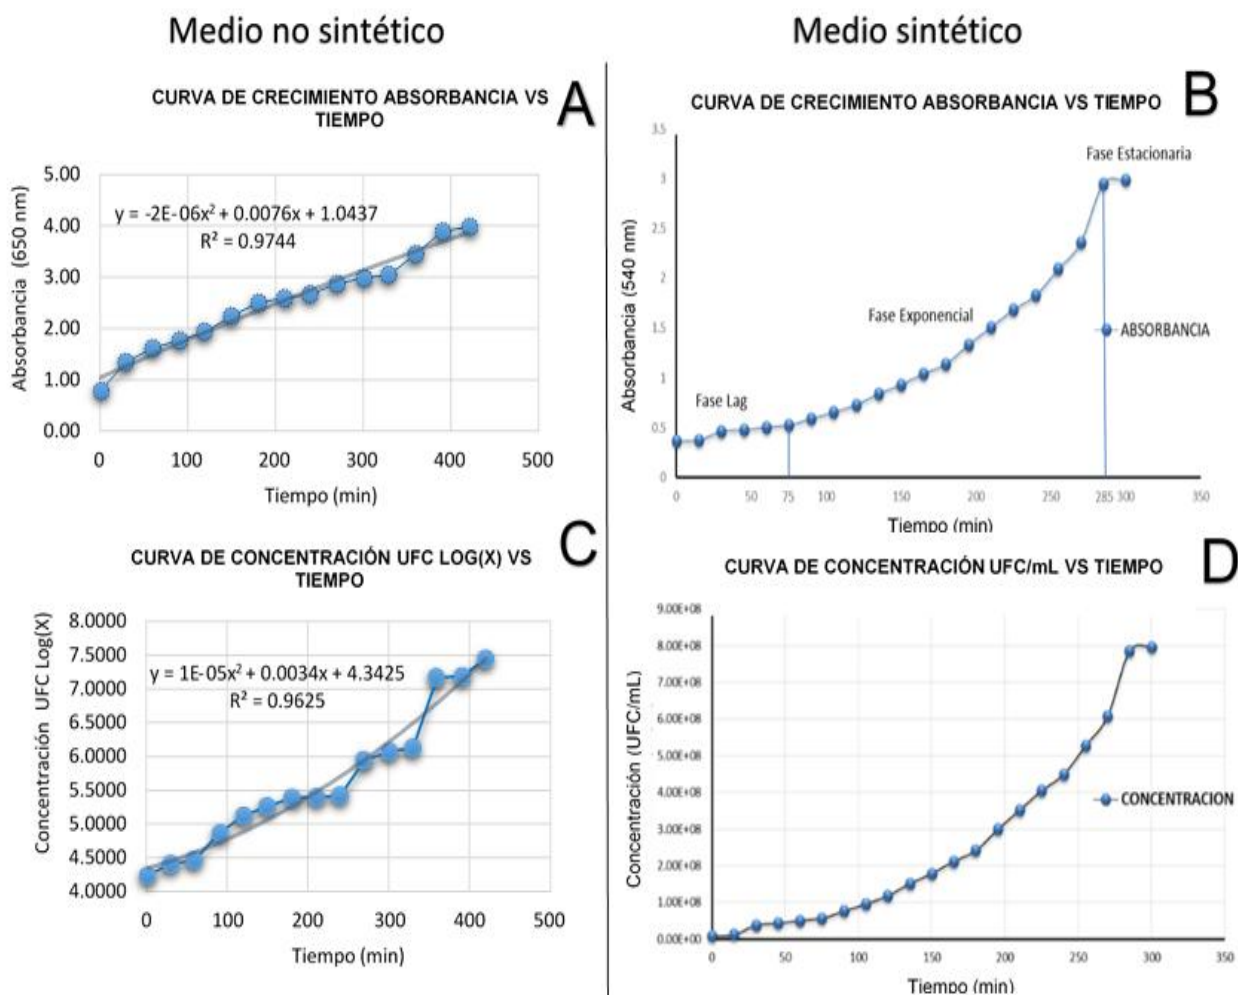 Medio no sintético
Medio sintético
A
CURVA DE CRECIMIENTO ABSORBANCIA VS
TIEMPO
Absorbancia (650 nm)
5.00
4.00
3.00
2.00
1.00
0.00
y = -2E-06x² + 0.0076x + 1.0437
R² = 0.9744
0 100 200 300 400 500
Tiempo (min)
B
CURVA DE CRECIMIENTO ABSORBANCIA VS TIEMPO
Absorbancia (540 nm)
3.5
3
2.5
2
1.5
1
0.5
0
Fase Estacionaria
Fase Exponencial
ABSORBANCIA
Fase Lag
0 50 75 100 150 200 250 285 300 350
Tiempo (min)
C
CURVA DE CONCENTRACIÓN UFC LOG(X) VS
TIEMPO
Concentración UFC Log(X)
8.0000
7.5000
7.0000
6.5000
6.0000
5.5000
5.0000
4.5000
4.0000
y = 1E-05x² + 0.0034x + 4.3425
R² = 0.9625
0 100 200 300 400 500
Tiempo (min)
D
CURVA DE CONCENTRACIÓN UFC/mL VS TIEMPO
Concentración (UFC/mL)
9.00E+08
8.00E+08
7.00E+08
6.00E+08
5.00E+08
4.00E+08
3.00E+08
2.00E+08
1.00E+08
0.00E+00
CONCENTRACION
0 50 100 150 200 250 300 350
Tiempo (min)